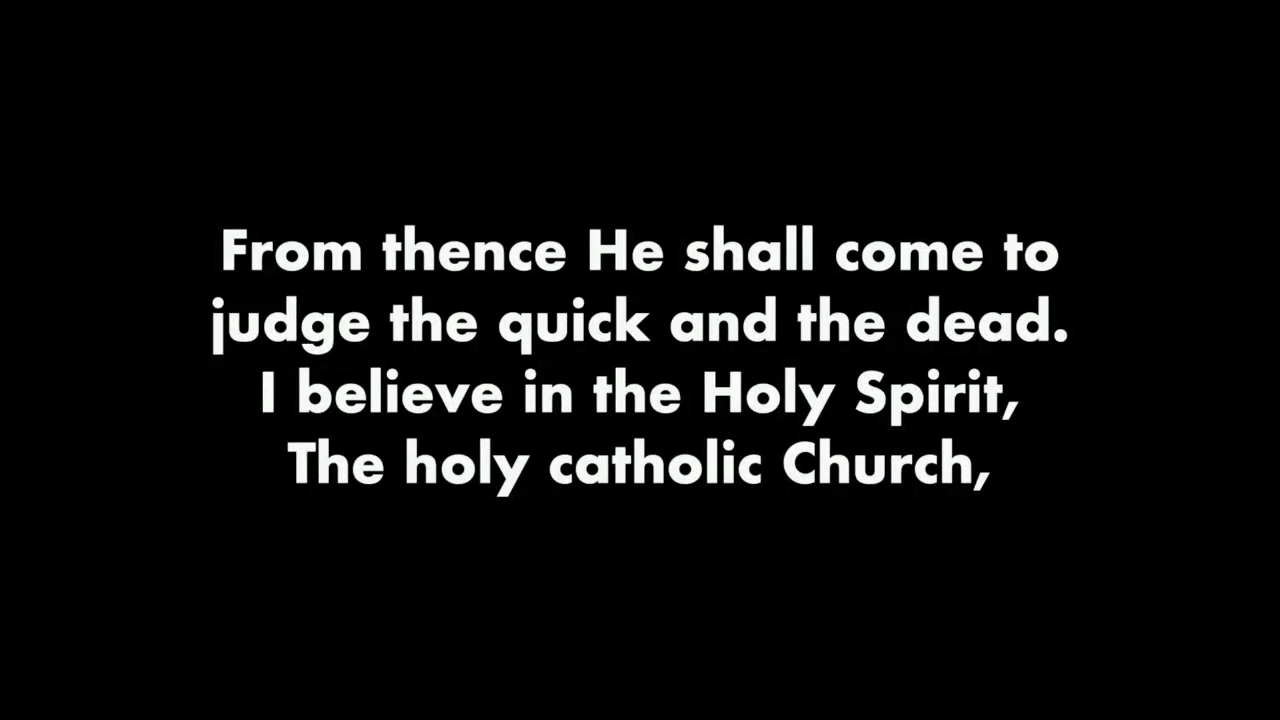 From thence He shall come to
judge the quick and the dead.
I believe in the Holy Spirit,
The holy catholic Church,